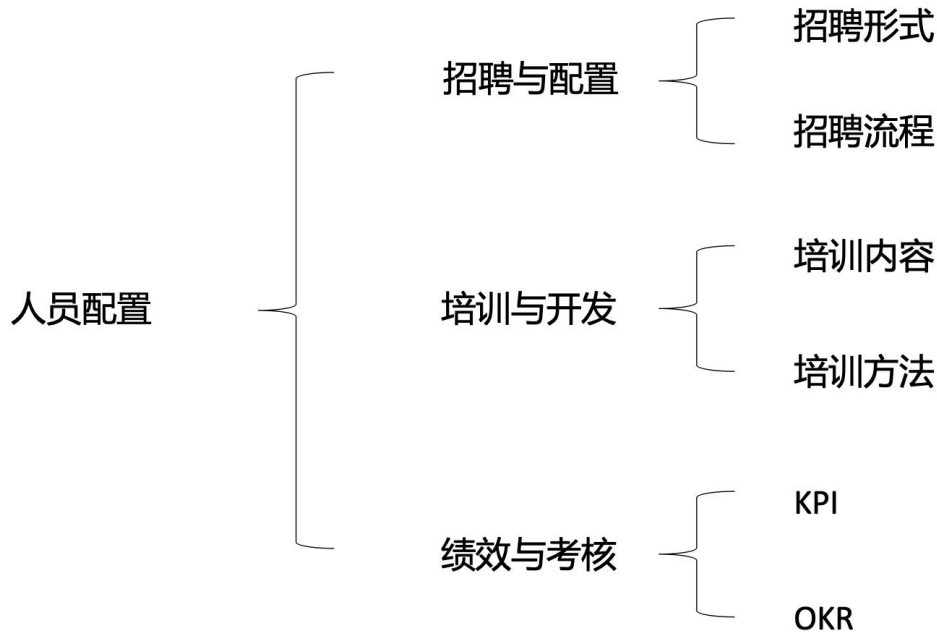 人员配置
招聘与配置
招聘形式
招聘流程
培训与开发
培训内容
培训方法
绩效与考核
KPI
OKR